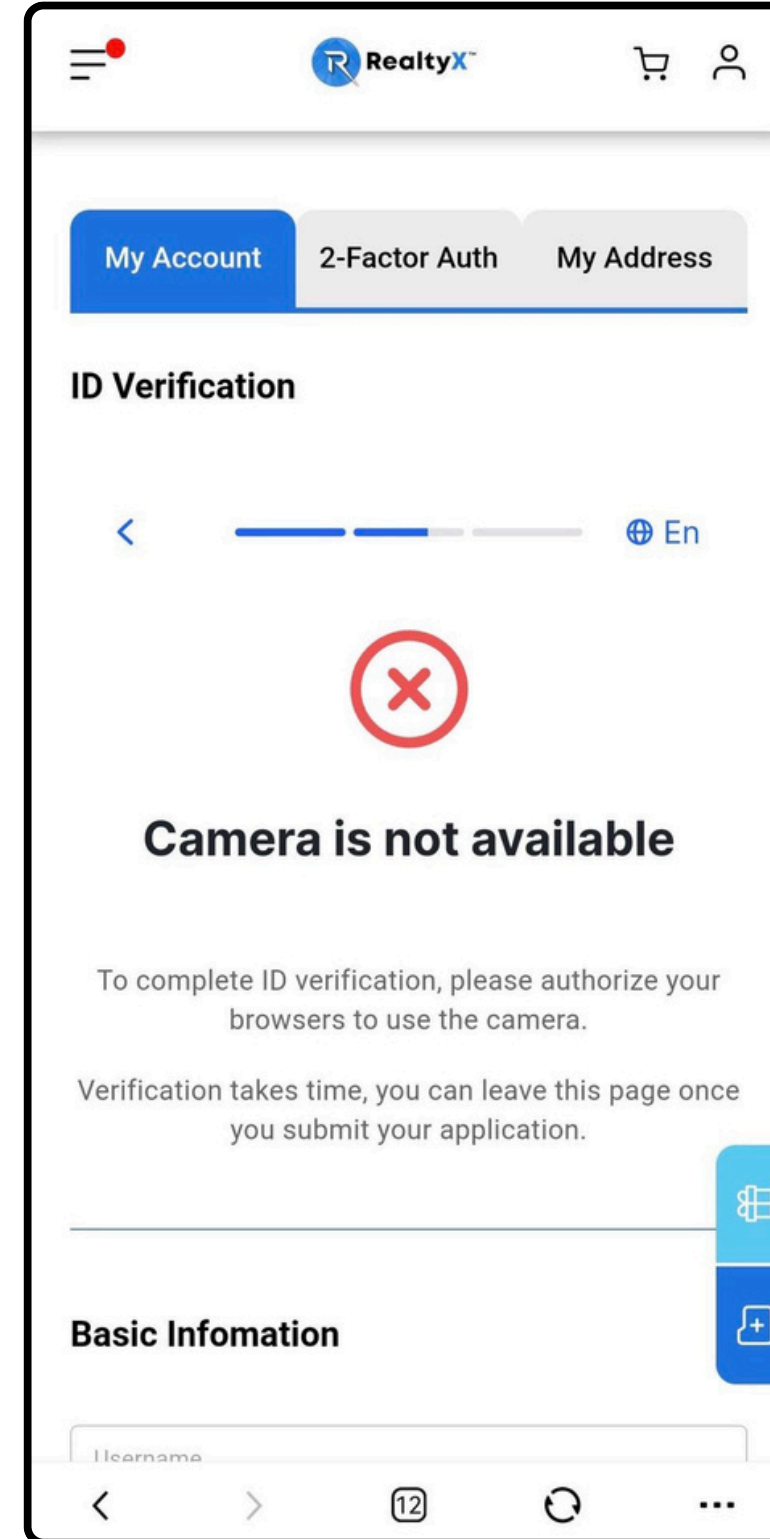 RealtyX™
My Account
2-Factor Auth
My Address
ID Verification
En
Camera is not available
To complete ID verification, please authorize your
browsers to use the camera.
Verification takes time, you can leave this page once
you submit your application.
Basic Infomation
Username
12